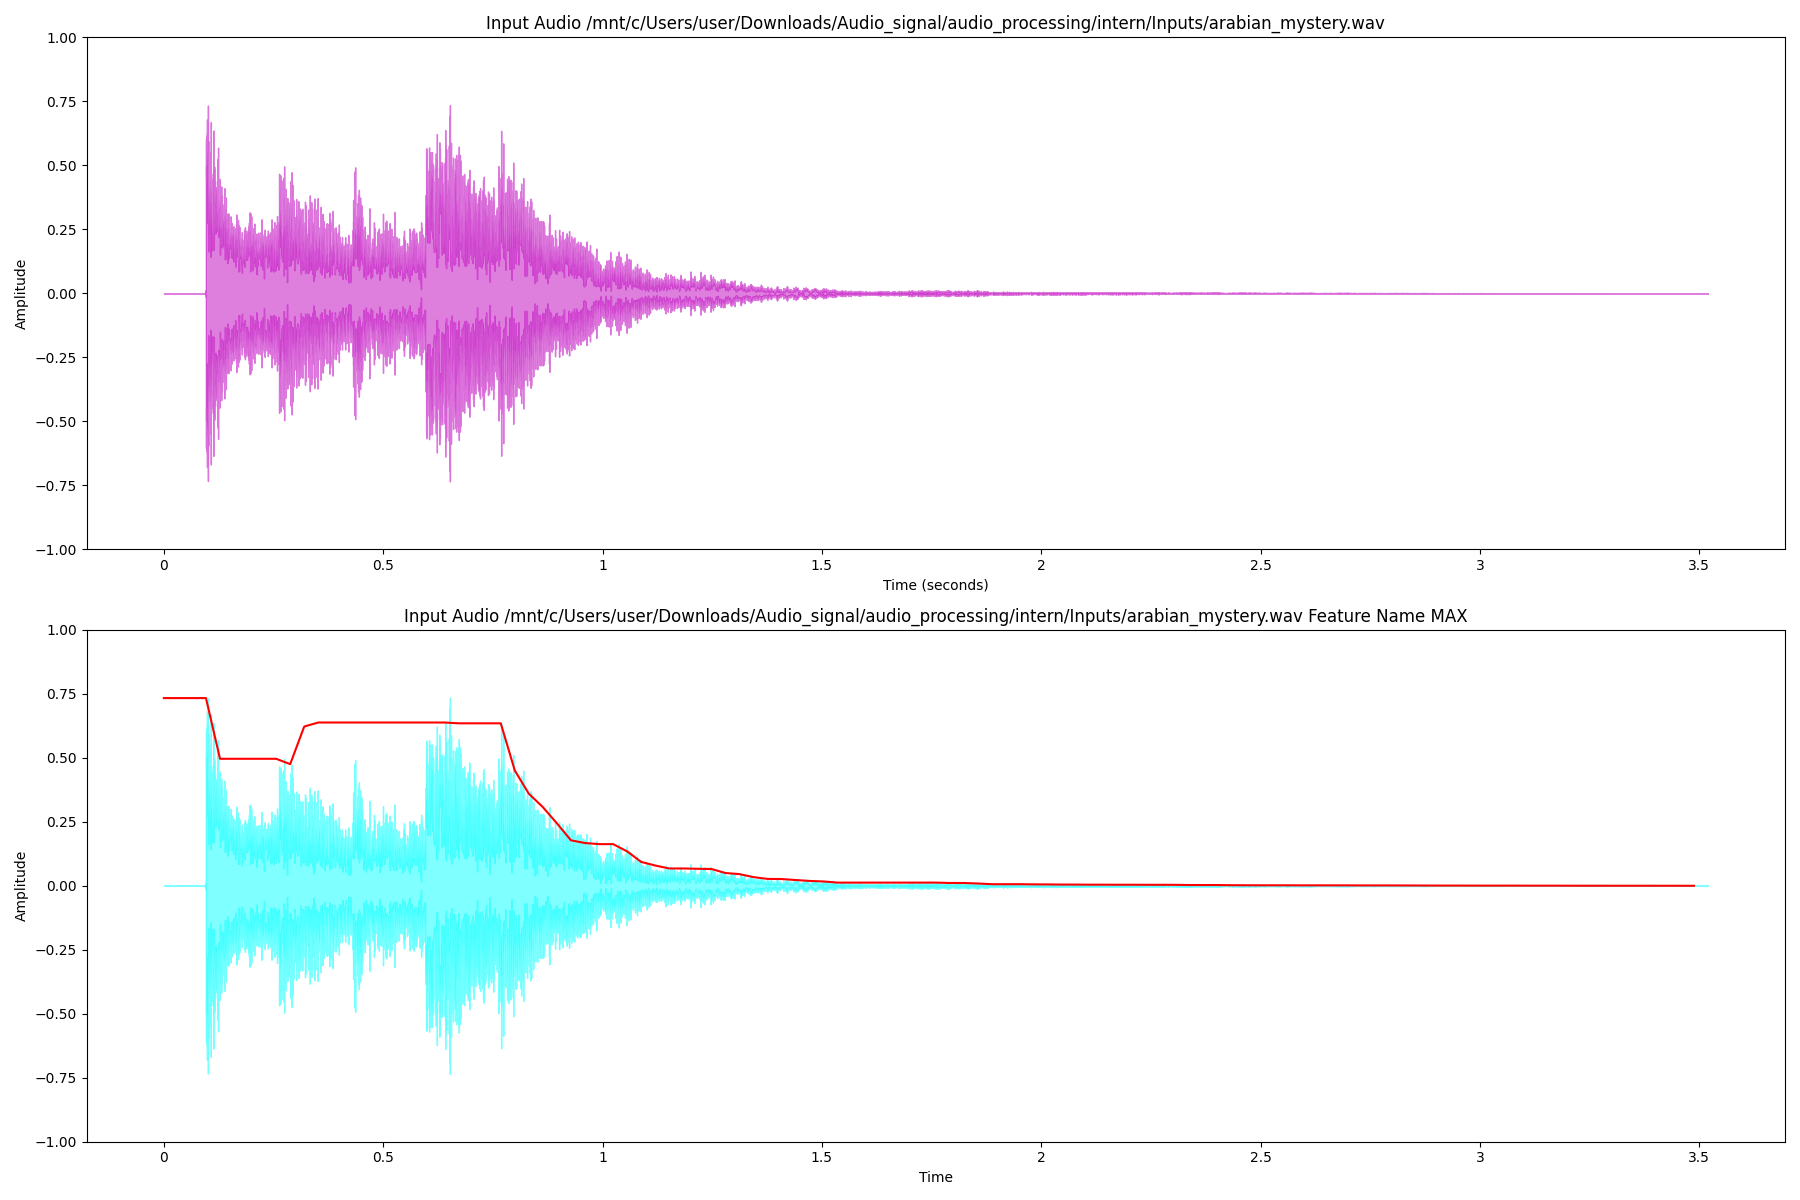 Input Audio /mnt/c/Users/user/Downloads/Audio_signal/audio_processing/intern/Inputs/arabian_mystery.wav
1.00
0.75
0.50
0.25
0.00
−0.25
−0.50
−0.75
−1.00
Amplitude
0 0.5 1 1.5 2 2.5 3 3.5
Time (seconds)
Input Audio /mnt/c/Users/user/Downloads/Audio_signal/audio_processing/intern/Inputs/arabian_mystery.wav Feature Name MAX
1.00
0.75
0.50
0.25
0.00
−0.25
−0.50
−0.75
−1.00
Amplitude
0 0.5 1 1.5 2 2.5 3 3.5
Time